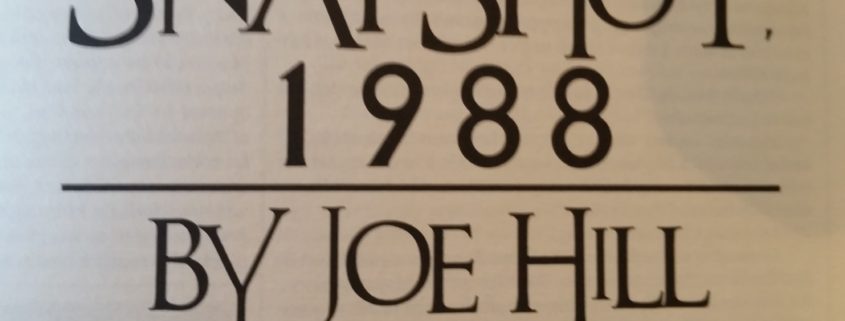 SNAPSHOT,
1988
BY JOE HILL